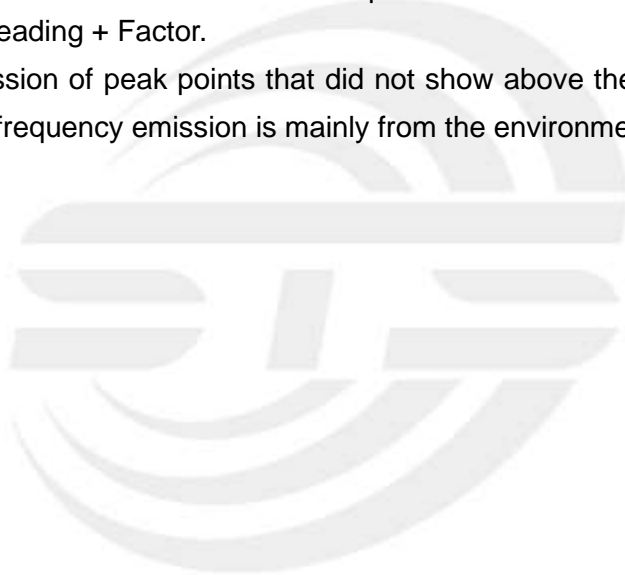 eading + Factor.
ssion of peak points that did not show above the
frequency emission is mainly from the environme
STS